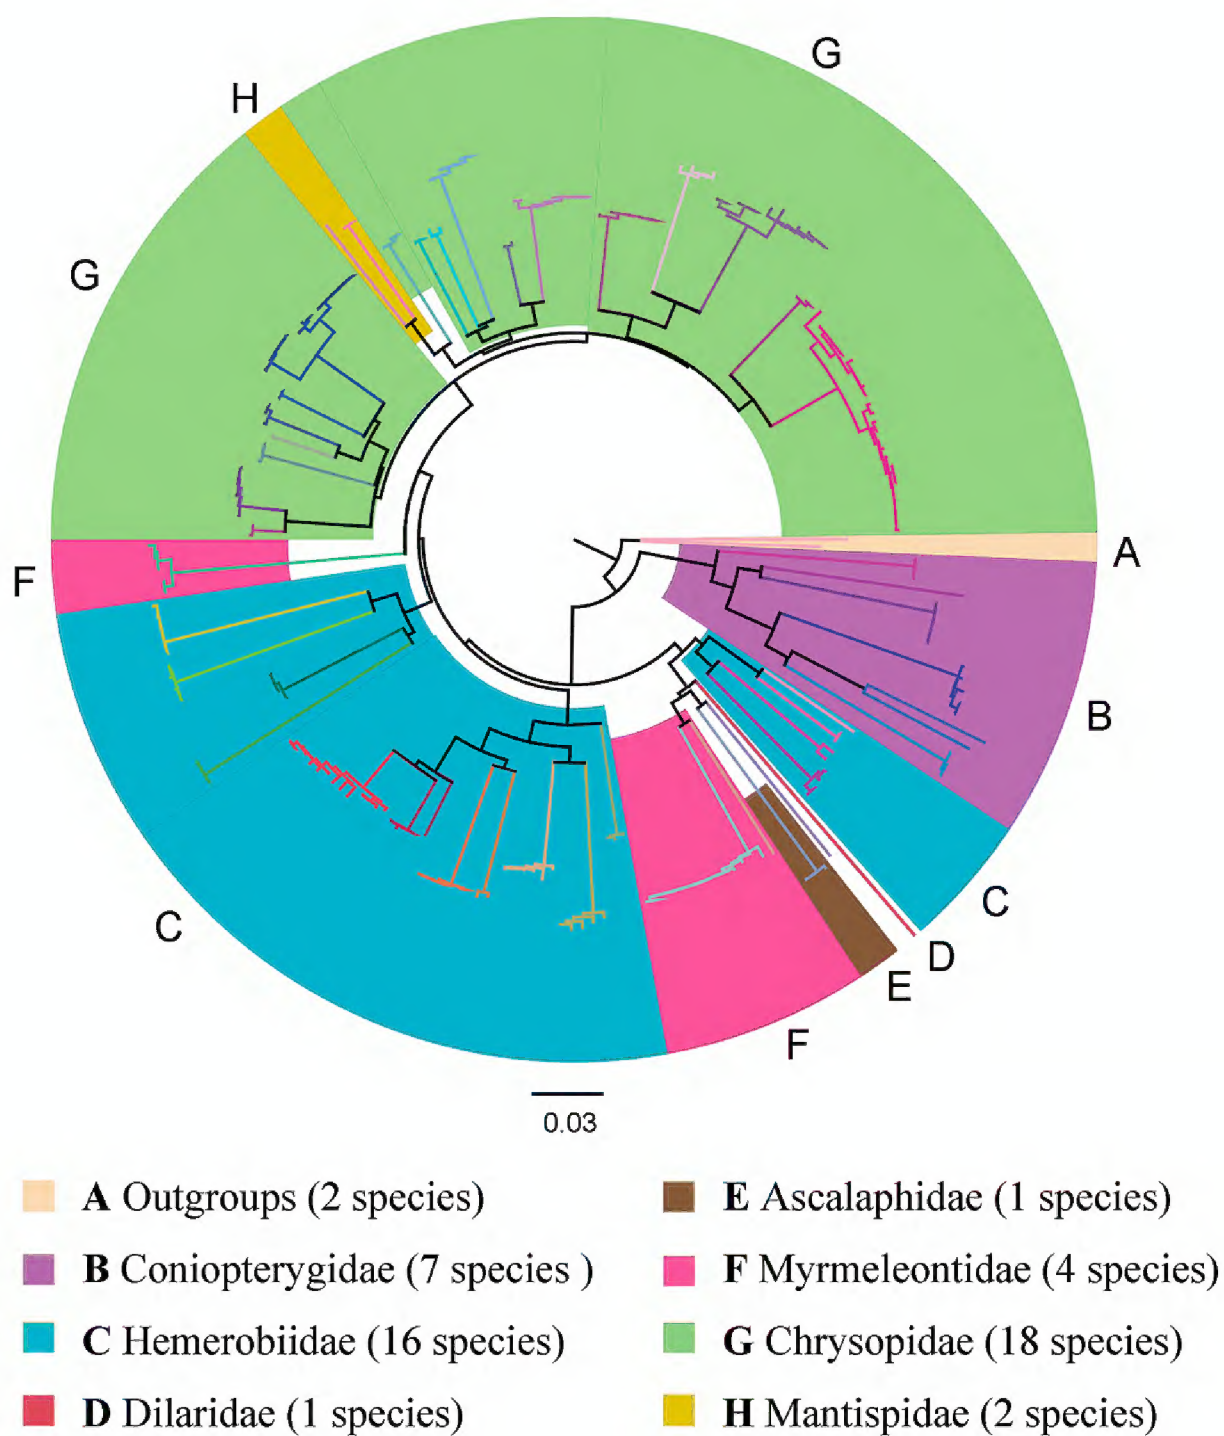 G
H
G
A
F
B
C
C
D
E
F
0.03
A Outgroups (2 species)
E Ascalaphidae (1 species)
B Coniopterygidae (7 species )
F Myrmeleontidae (4 species)
C Hemerobiidae (16 species)
G Chrysopidae (18 species)
D Dilaridae (1 species)
H Mantispidae (2 species)